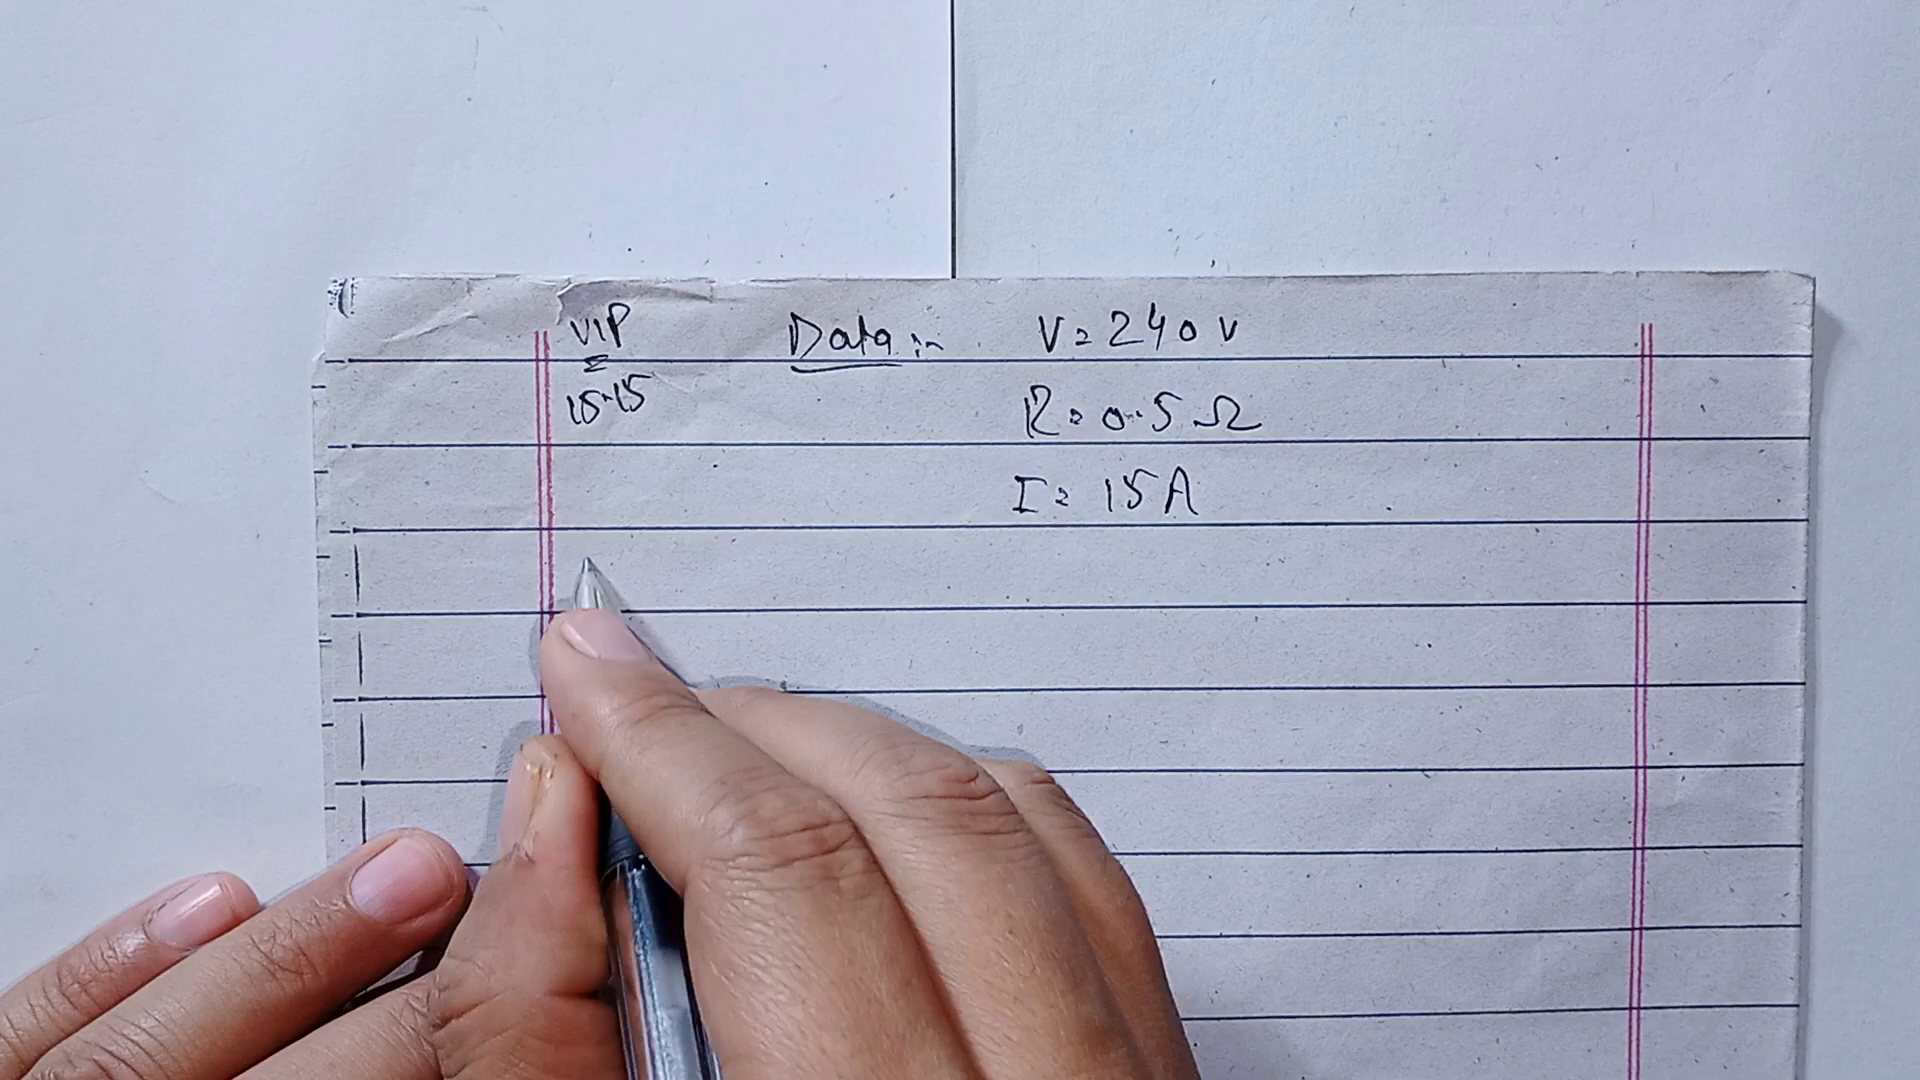 VIP Data :- V = 240 V
15.15 R = 0.5 Ω
I = 15 A